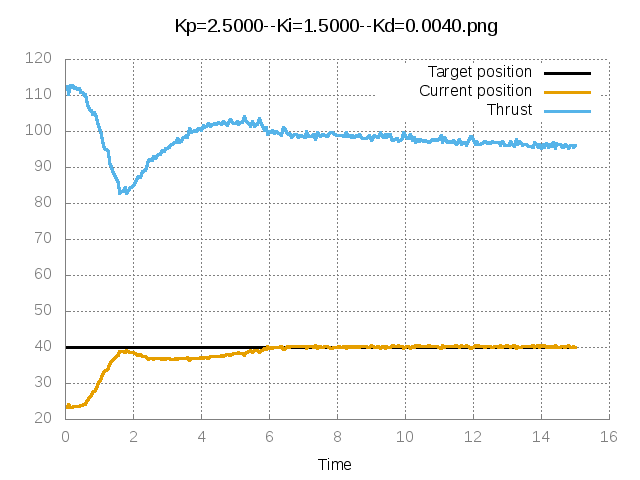 Kp=2.5000--Ki=1.5000--Kd=0.0040.png
120
110
100
90
80
70
60
50
40
30
20
Target position
Current position
Thrust
0 2 4 6 8 10 12 14 16
Time